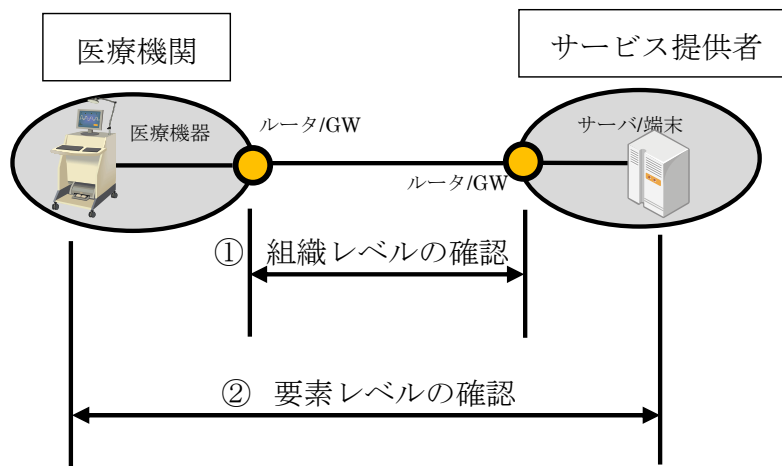 医療機関
サービス提供者
医療機器
ルータ/GW
サーバ/端末
ルータ/GW
① 組織レベルの確認
② 要素レベルの確認